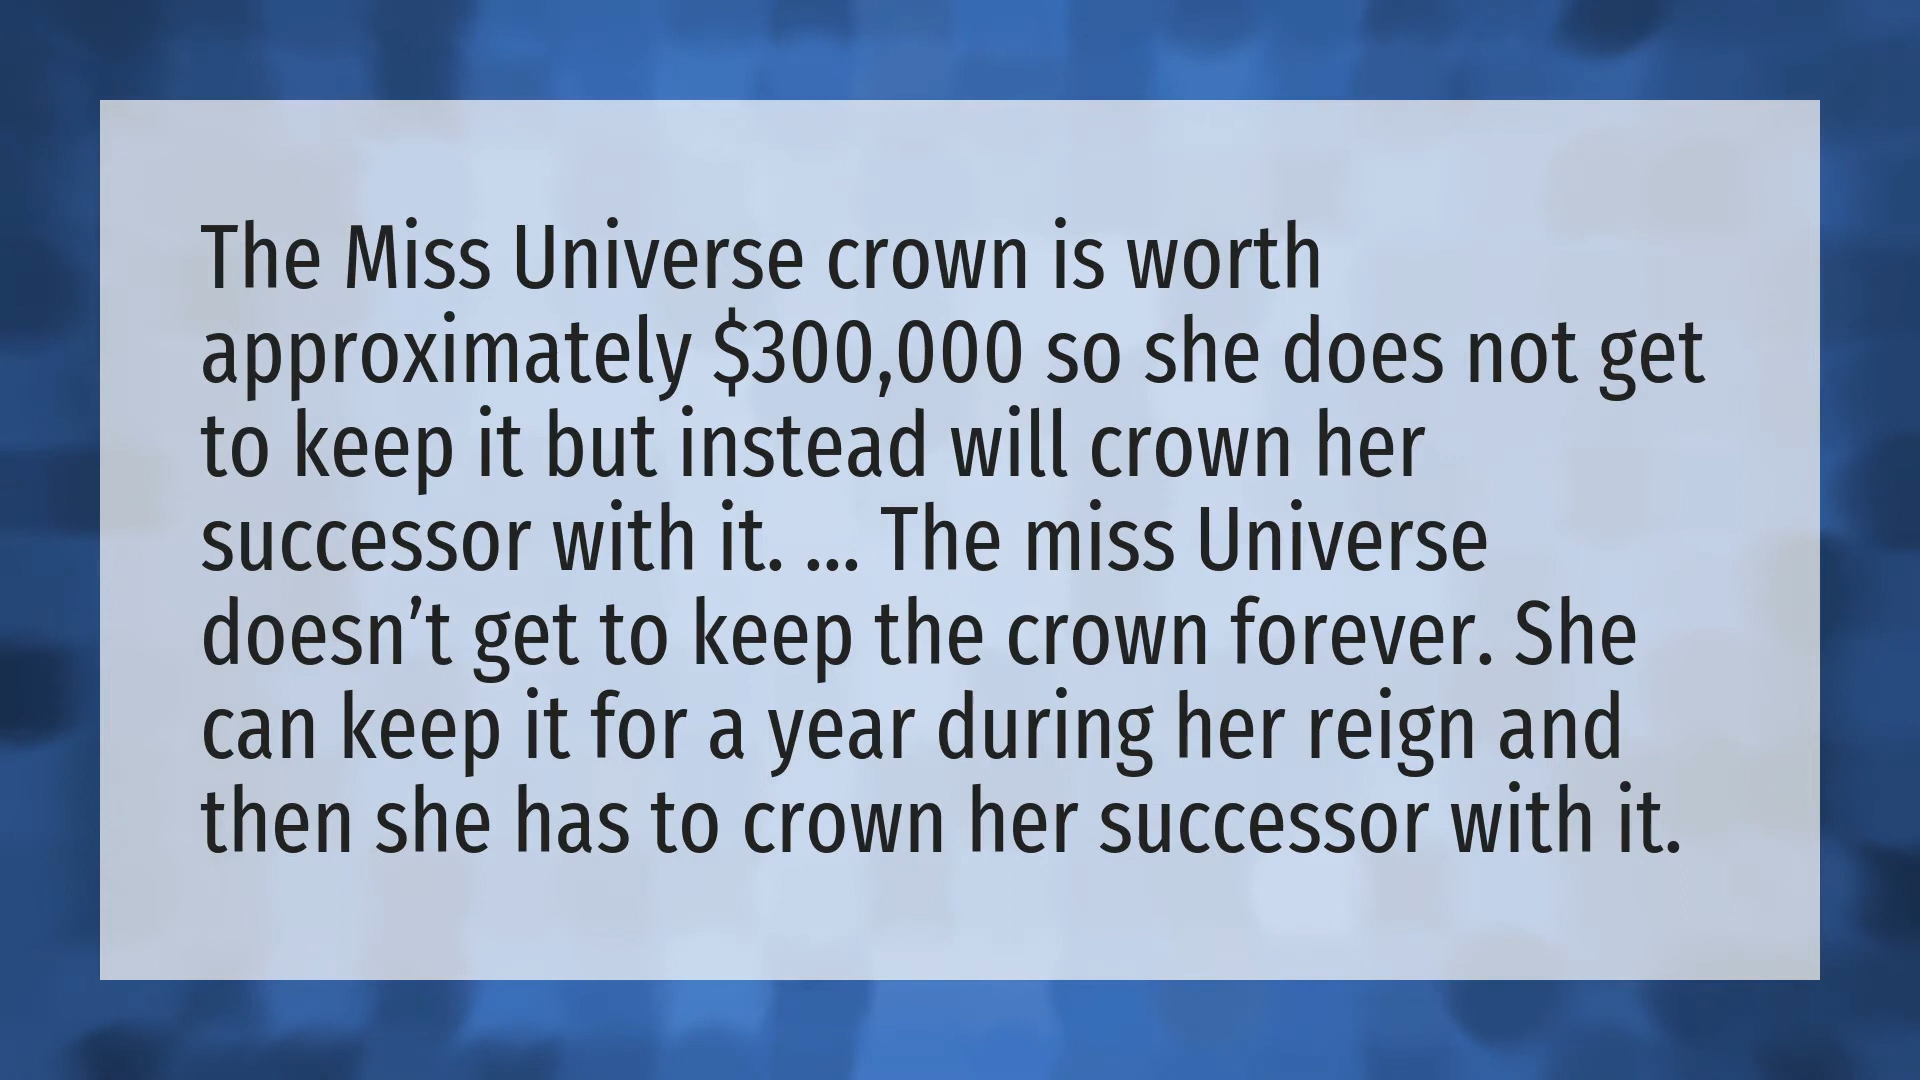 The Miss Universe crown is worth
approximately $300,000 so she does not get
to keep it but instead will crown her
successor with it. ... The miss Universe
doesn’t get to keep the crown forever. She
can keep it for a year during her reign and
then she has to crown her successor with it.